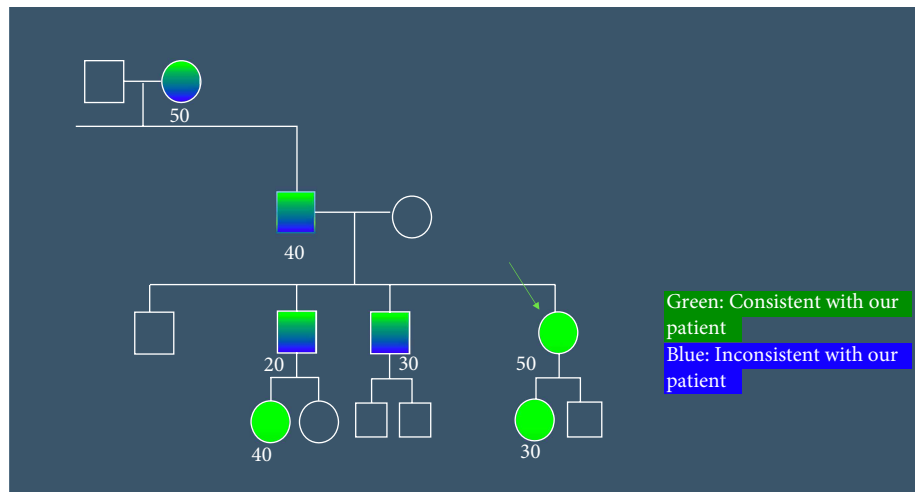 50
40
20
30
50
Green: Consistent with our
patient
Blue: Inconsistent with our
patient
40
30